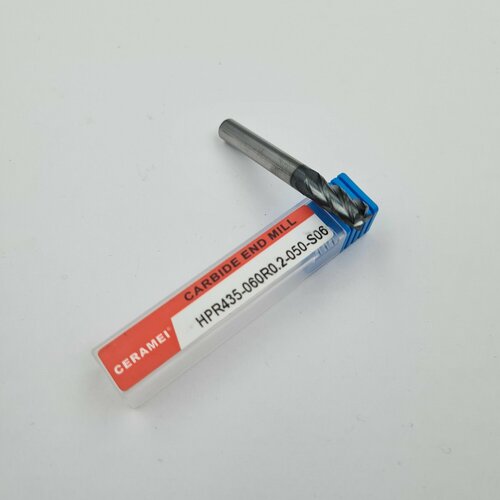 CERAMEI®
CARBIDE END MILL
HPR435-060R0.2-050-S06